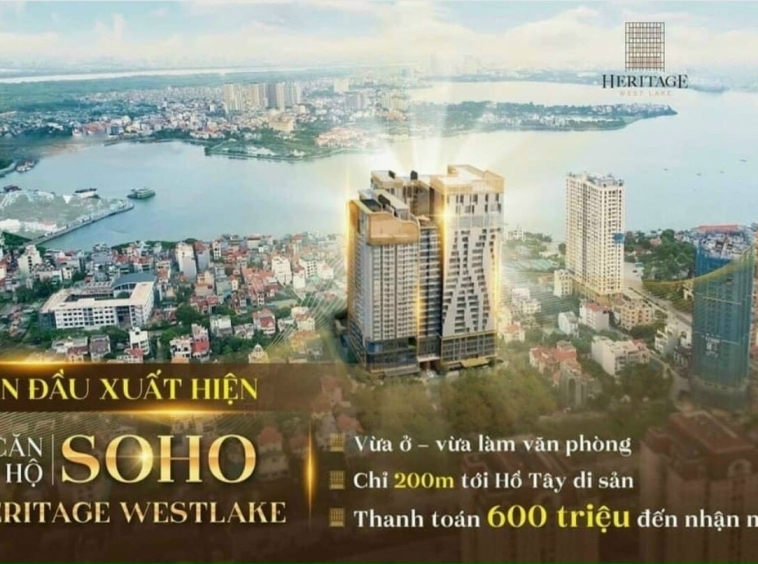 HERITAGE
WEST LAKE
N ĐẦU XUẤT HIỆN
CĂN HỘ SOHO
ERITAGE WESTLAKE
Vừa ở – vừa làm văn phòng
Chỉ 200m tới Hồ Tây di sản
Thanh toán 600 triệu đến nhận n